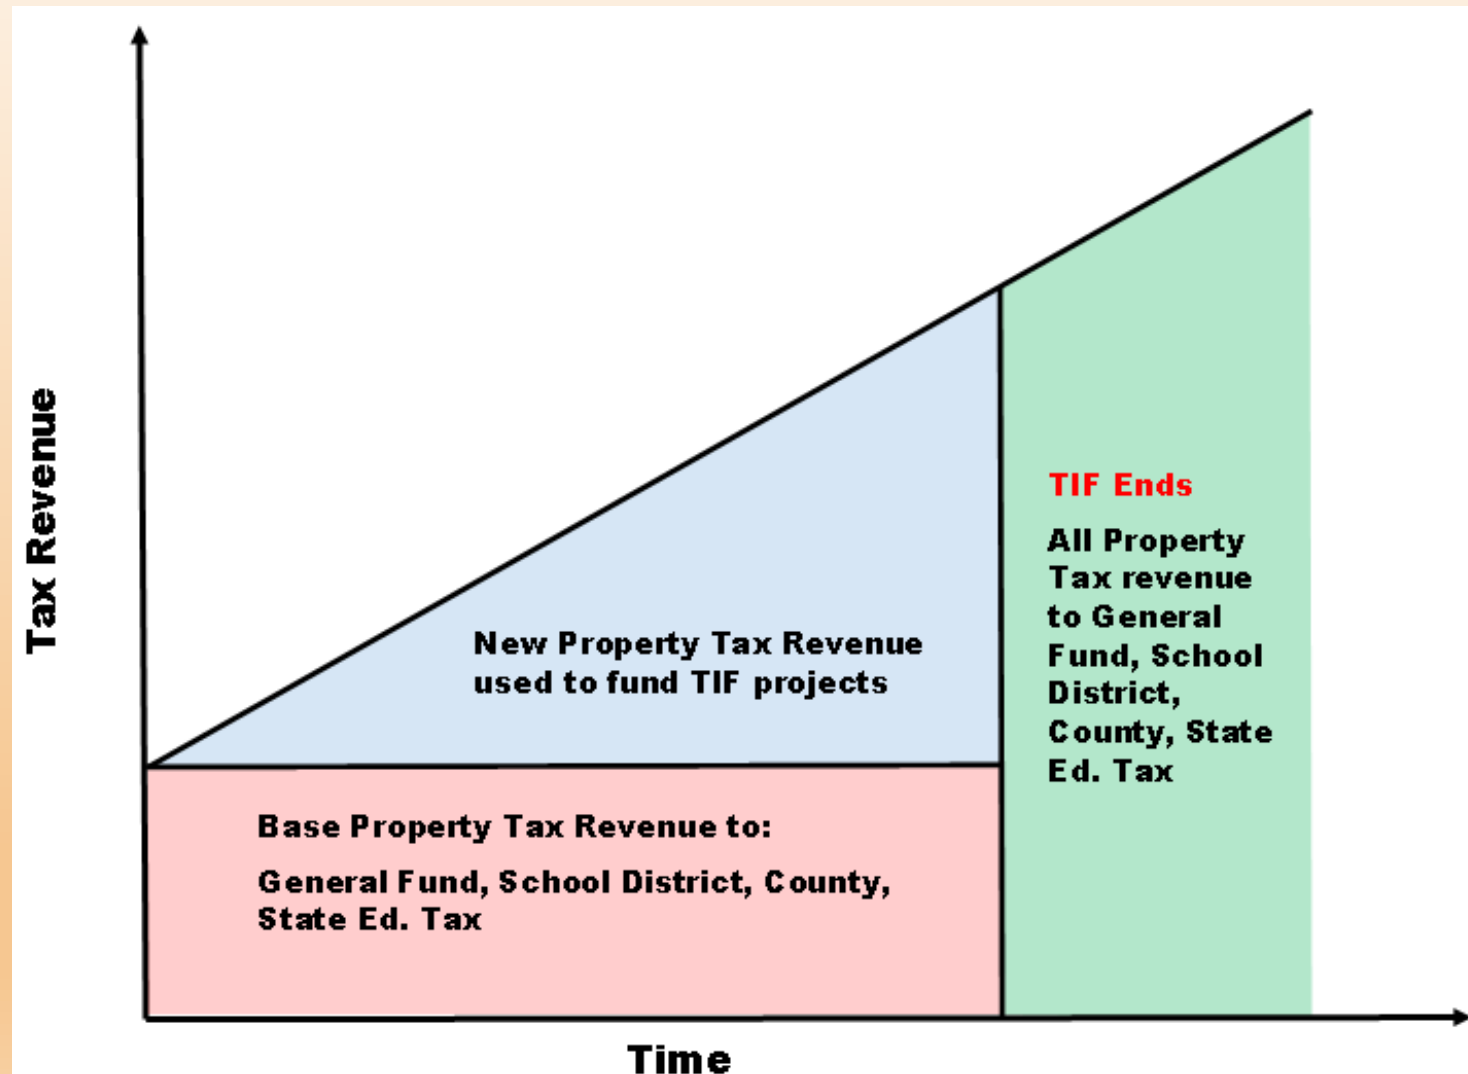 Tax Revenue
New Property Tax Revenue
used to fund TIF projects
Base Property Tax Revenue to:
General Fund, School District, County,
State Ed. Tax
TIF Ends
All Property
Tax revenue
to General
Fund, School
District,
County, State
Ed. Tax
Time